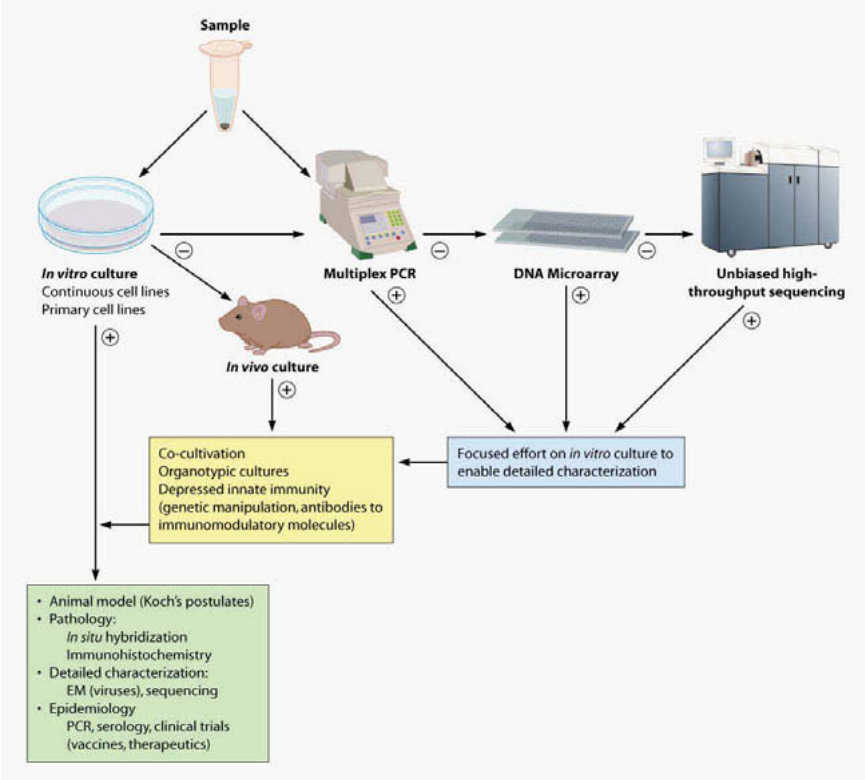 Sample
In vitro culture
Continuous cell lines
Primary cell lines
−
+
In vivo culture
+
Multiplex PCR
−
+
DNA Microarray
−
+
Unbiased high-
throughput sequencing
+
Co-cultivation
Organotypic cultures
Depressed innate immunity
(genetic manipulation, antibodies to
immunomodulatory molecules)
Focused effort on in vitro culture to
enable detailed characterization
• Animal model (Koch's postulates)
• Pathology:
In situ hybridization
Immunohistochemistry
• Detailed characterization:
EM (viruses), sequencing
• Epidemiology
PCR, serology, clinical trials
(vaccines, therapeutics)